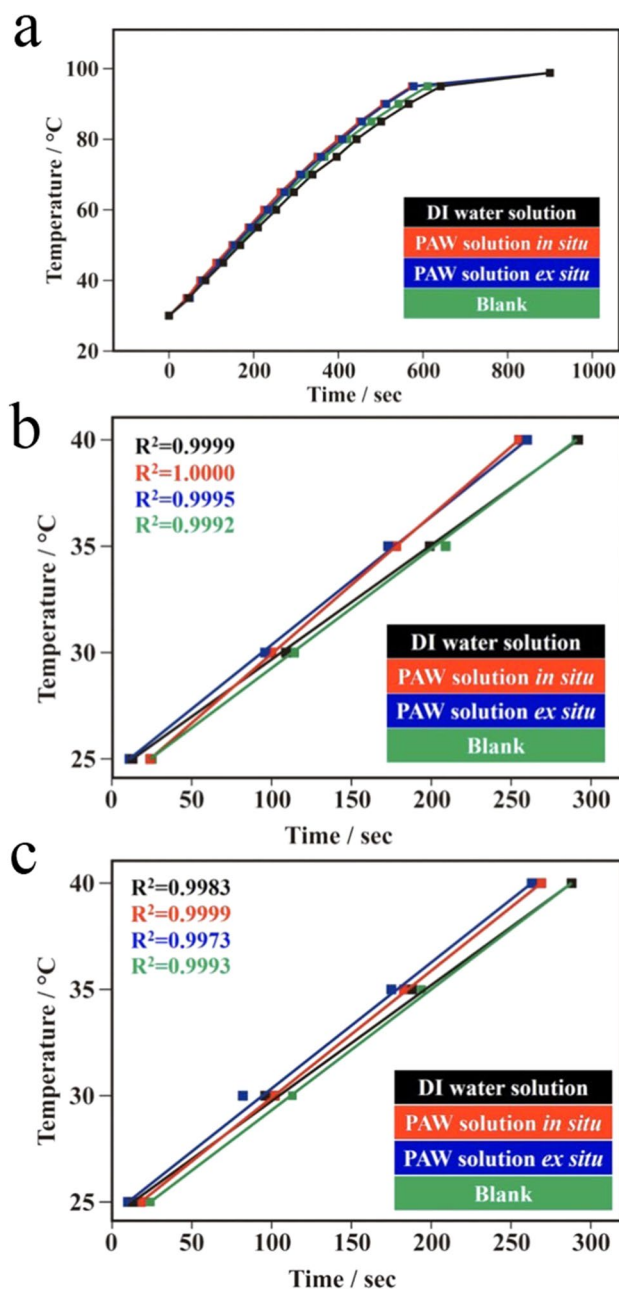 a
100
80
60
40
20
Temperature / °C
DI water solution
PAW solution in situ
PAW solution ex situ
Blank
0 200 400 600 800 1000
Time / sec
b
R²=0.9999
R²=1.0000
R²=0.9995
R²=0.9992
40
35
30
25
Temperature / °C
DI water solution
PAW solution in situ
PAW solution ex situ
Blank
0 50 100 150 200 250 300
Time / sec
c
R²=0.9983
R²=0.9999
R²=0.9973
R²=0.9993
40
35
30
25
Temperature / °C
DI water solution
PAW solution in situ
PAW solution ex situ
Blank
0 50 100 150 200 250 300
Time / sec